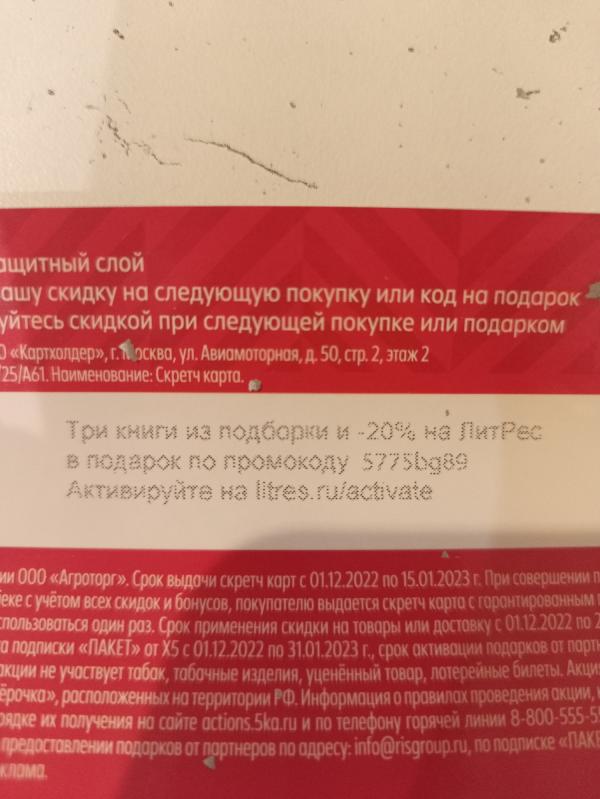 ащитный слой
ашу скидку на следующую покупку или код на подарок
уйтесь скидкой при следующей покупке или подарком
О «Картхолдер», г. Москва, ул. Авиамоторная, д. 50, стр. 2, этаж 2
/25/А61. Наименование: Скретч карта.
Три книги из подборки и -20% на ЛитРес
в подарок по промокоду 5775bg89
Активируйте на litres.ru/activate
ии ООО «Агроторг». Срок выдачи скретч карт с 01.12.2022 по 15.01.2023 г. При совершении п
еке с учётом всех скидок и бонусов, покупателю выдается скретч карта с гарантированным
спользоваться один раз. Срок применения скидки на товары или доставку с 01.12.2022 по 2
та подписки «ПАКЕТ» от Х5 с 01.12.2022 по 31.01.2023 г., срок активации подарков от парт
акции не участвует табак, табачные изделия, уценённый товар, лотерейные билеты. Акция
ёрочка», расположенных на территории РФ. Информация о правилах проведения акции, к
рядке их получения на сайте actions.5ka.ru и по телефону горячей линии 8-800-555-5
предоставлении подарков от партнеров по адресу: info@risgroup.ru, по подписке «ПАКЕ
клама.